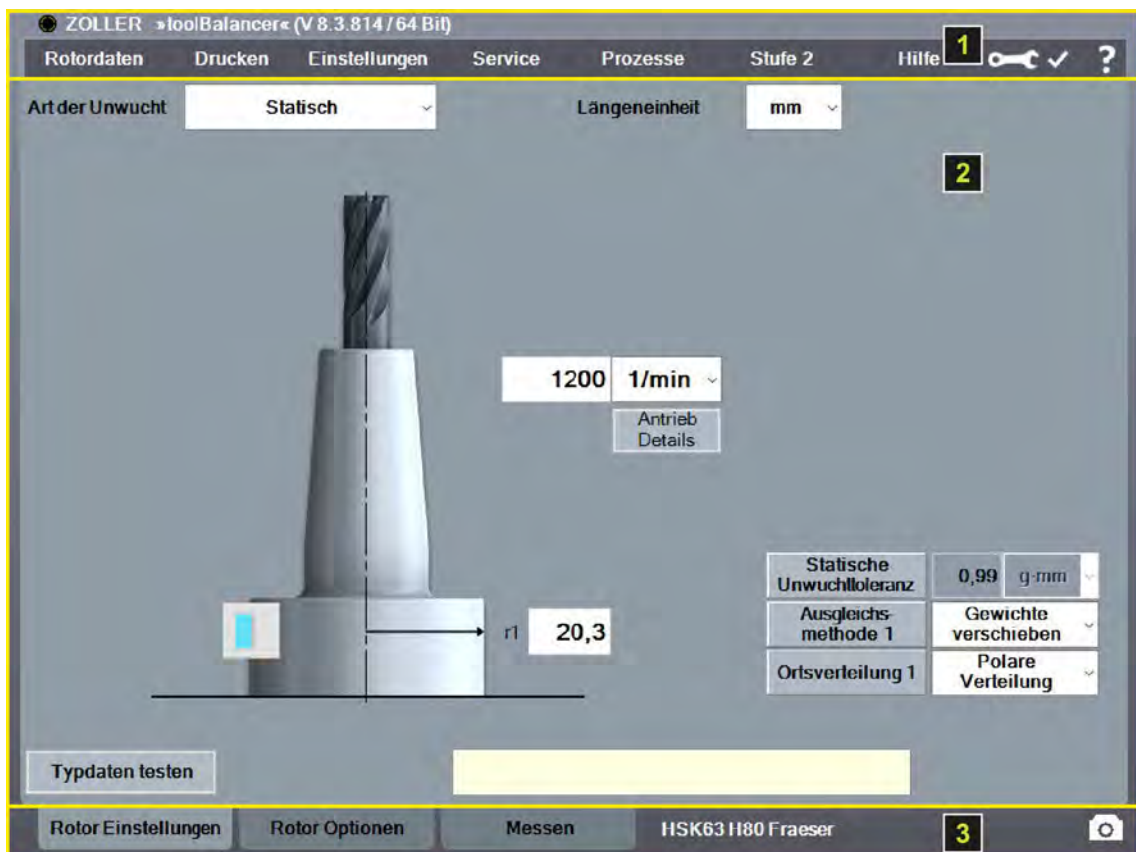 ZOLLER »toolBalancer« (V 8.3.814 / 64 Bit)
Rotordaten Drucken Einstellungen Service Prozesse Stufe 2 Hilfe 1 ?
Art der Unwucht Statisch Längeneinheit mm
2
1200 1/min
Antrieb
Details
Statische
Unwuchttoleranz 0,99 g·mm
Ausgleichs-
methode 1
Gewichte
verschieben
r1 20,3
Ortsverteilung 1
Polare
Verteilung
Typdaten testen
Rotor Einstellungen Rotor Optionen Messen HSK63 H80 Fraeser 3